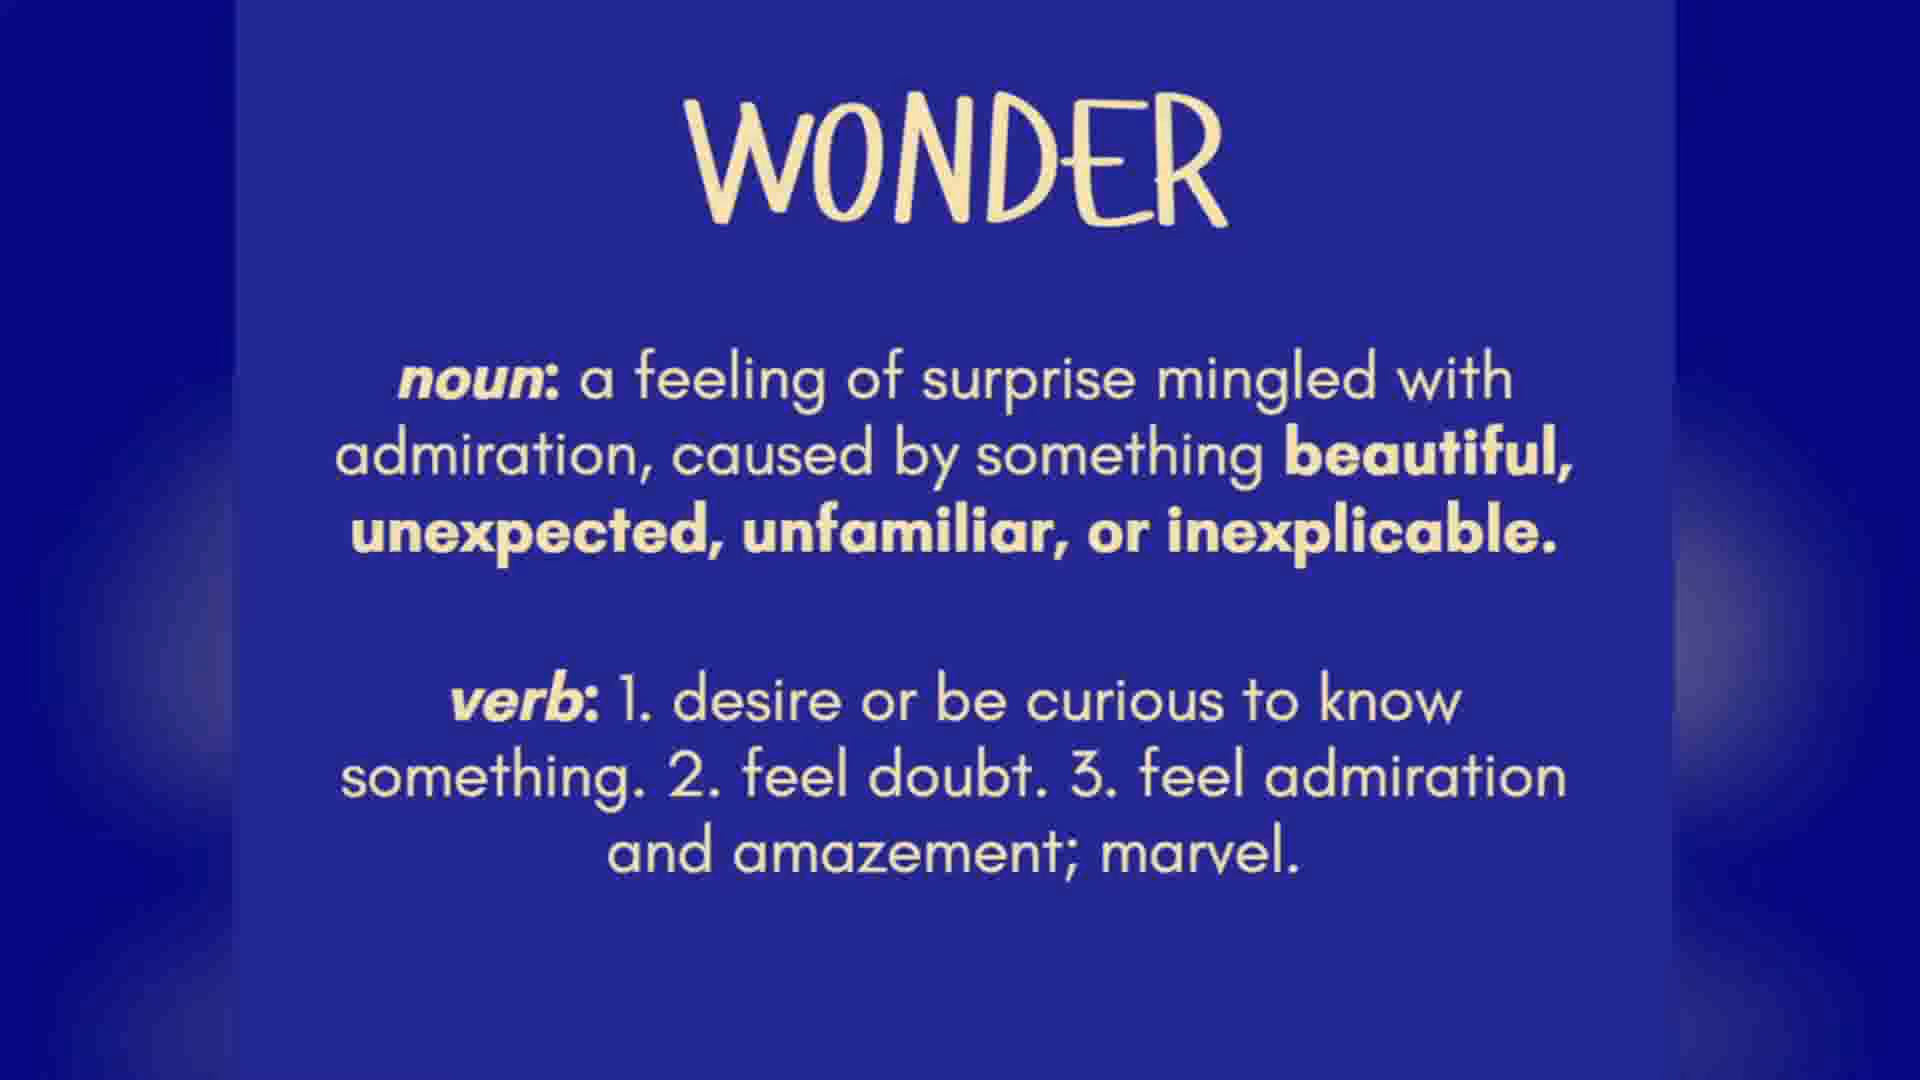 WONDER
noun: a feeling of surprise mingled with
admiration, caused by something beautiful,
unexpected, unfamiliar, or inexplicable.
verb: 1. desire or be curious to know
something. 2. feel doubt. 3. feel admiration
and amazement; marvel.